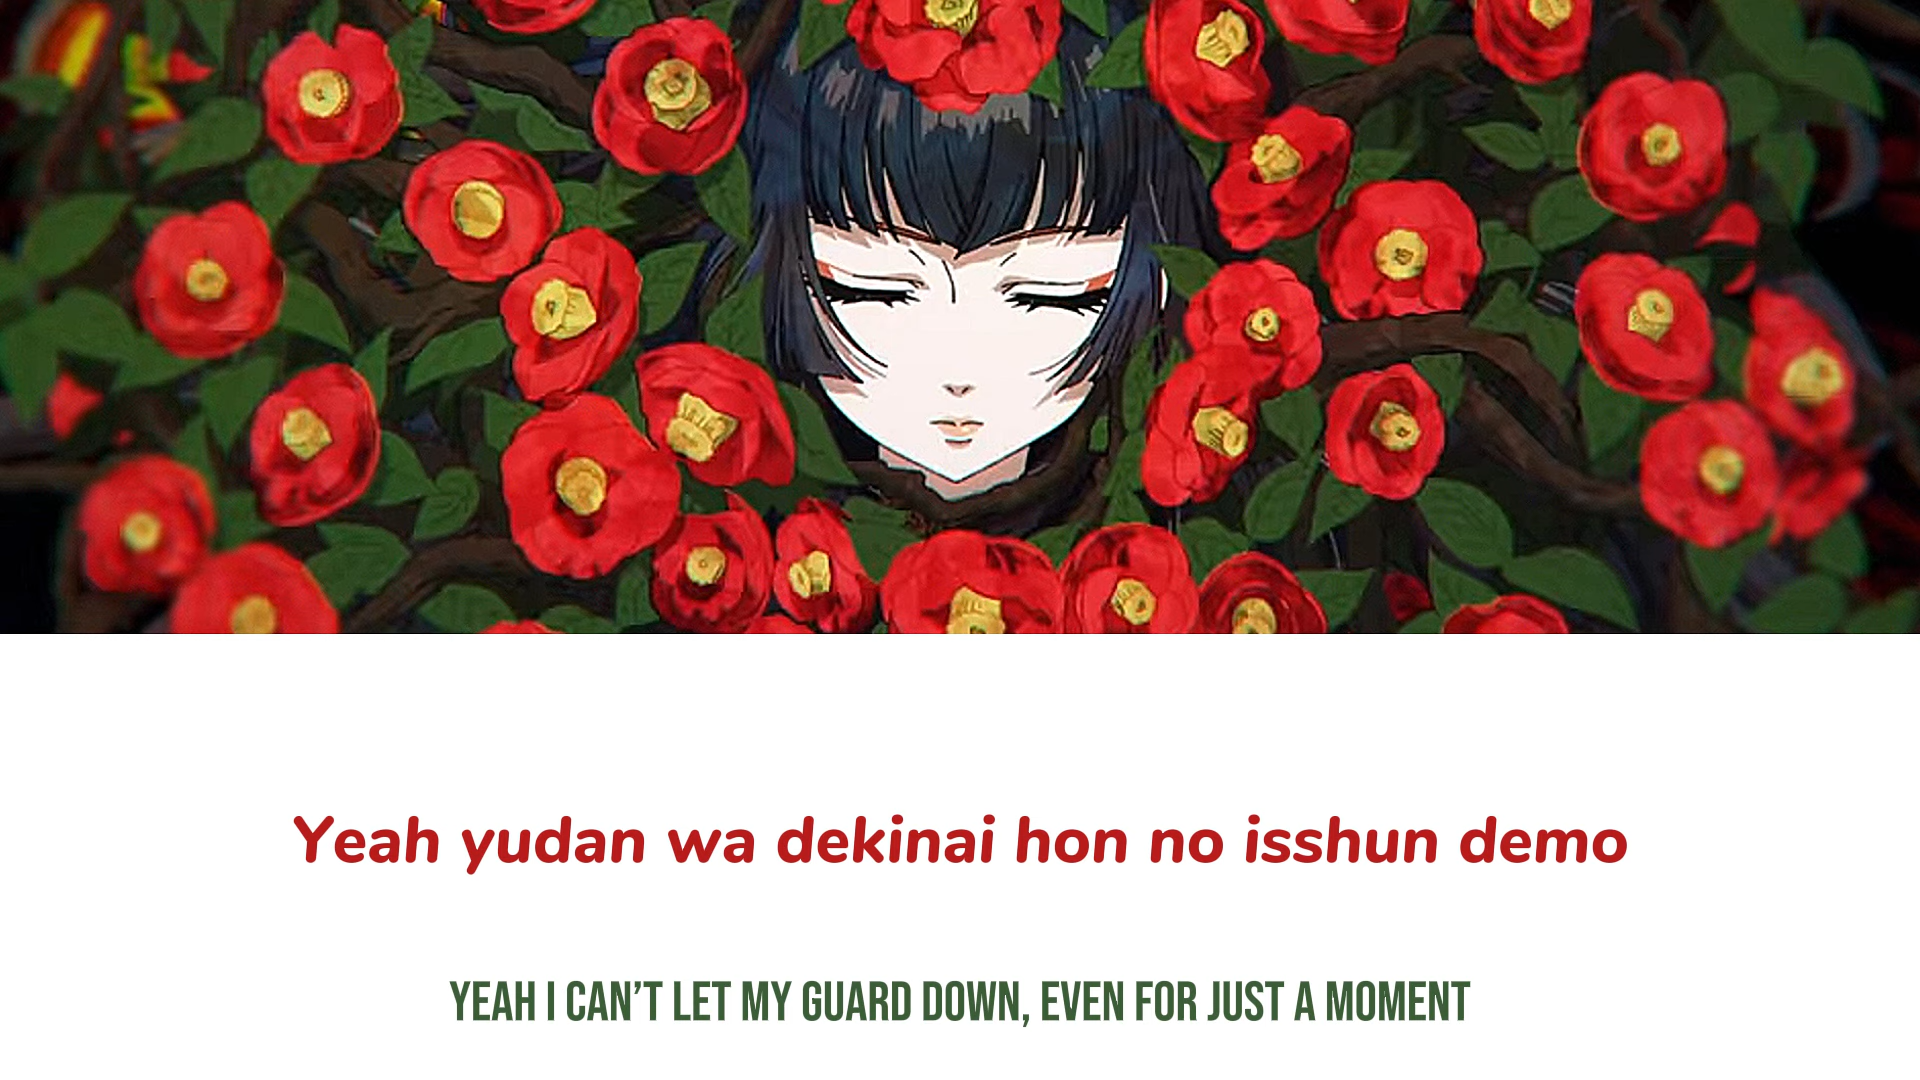 Yeah yudan wa dekinai hon no isshun demo
YEAH I CAN’T LET MY GUARD DOWN, EVEN FOR JUST A MOMENT